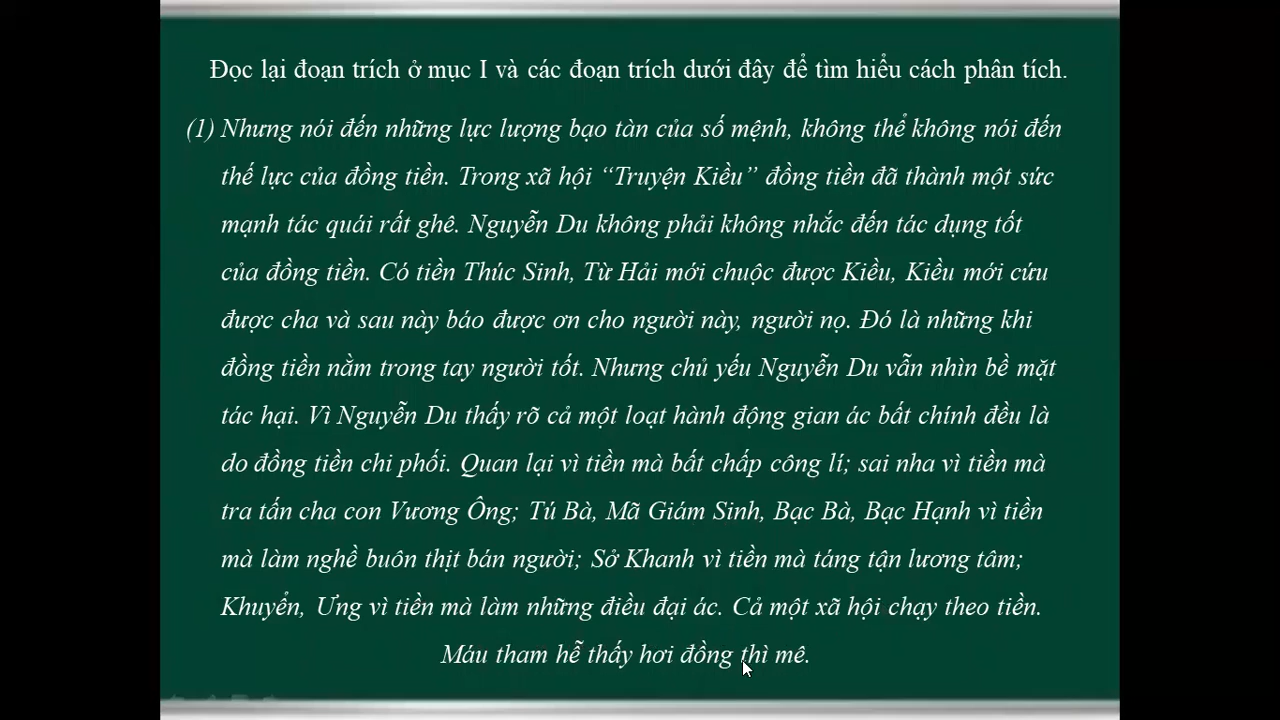 Đọc lại đoạn trích ở mục I và các đoạn trích dưới đây để tìm hiểu cách phân tích.
(1) Nhưng nói đến những lực lượng bạo tàn của số mệnh, không thể không nói đến
thế lực của đồng tiền. Trong xã hội “Truyện Kiều” đồng tiền đã thành một sức
mạnh tác quái rất ghê. Nguyễn Du không phải không nhắc đến tác dụng tốt
của đồng tiền. Có tiền Thúc Sinh, Từ Hải mới chuộc được Kiều, Kiều mới cứu
được cha và sau này báo được ơn cho người này, người nọ. Đó là những khi
đồng tiền nằm trong tay người tốt. Nhưng chủ yếu Nguyễn Du vẫn nhìn bề mặt
tác hại. Vì Nguyễn Du thấy rõ cả một loạt hành động gian ác bất chính đều là
do đồng tiền chi phối. Quan lại vì tiền mà bất chấp công lí; sai nha vì tiền mà
tra tấn cha con Vương Ông; Tú Bà, Mã Giám Sinh, Bạc Bà, Bạc Hạnh vì tiền
mà làm nghề buôn thịt bán người; Sở Khanh vì tiền mà táng tận lương tâm;
Khuyển, Ưng vì tiền mà làm những điều đại ác. Cả một xã hội chạy theo tiền.
Máu tham hễ thấy hơi đồng thì mê.